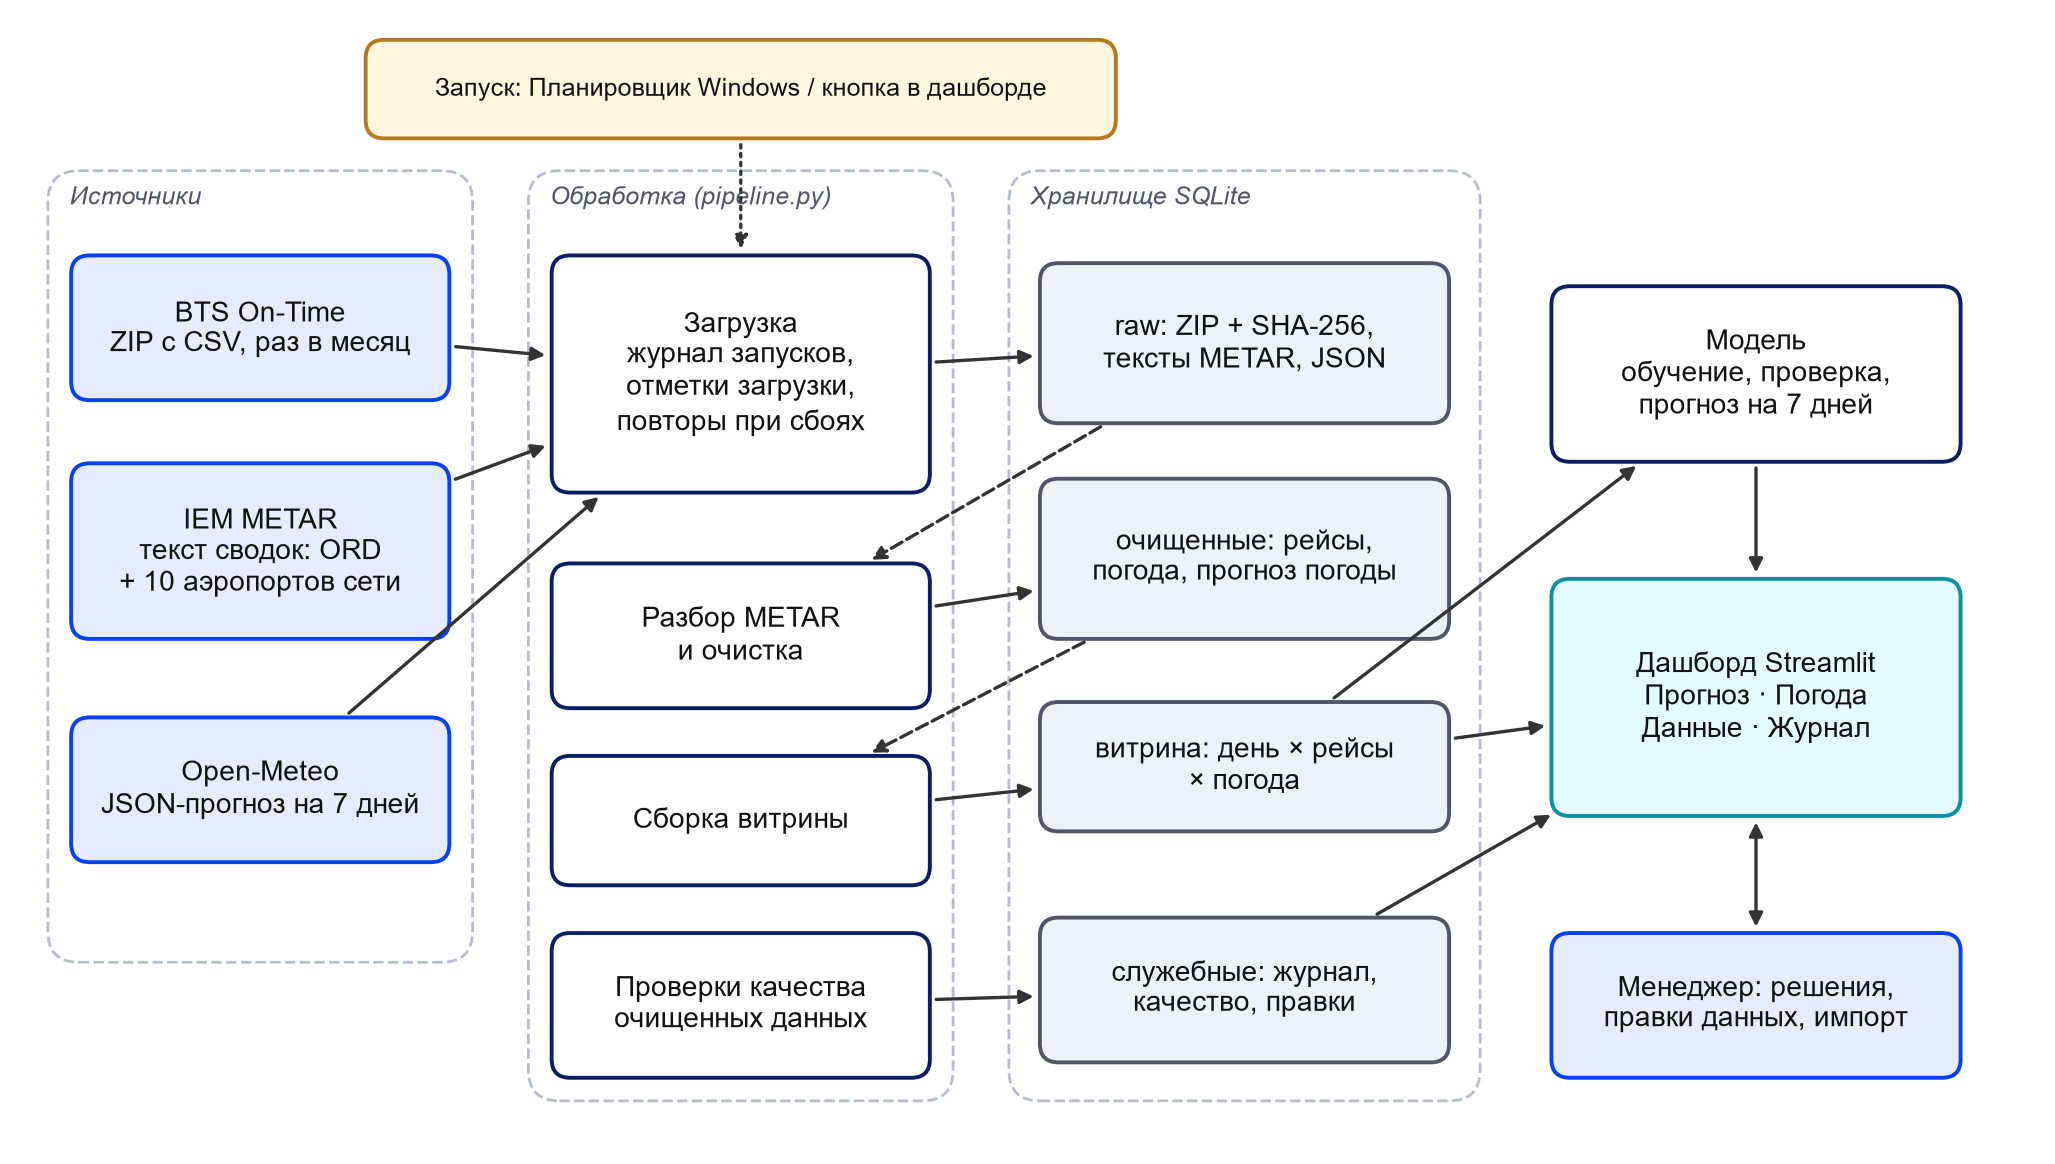 Запуск: Планировщик Windows / кнопка в дашборде
Источники
BTS On-Time
ZIP с CSV, раз в месяц
IEM METAR
текст сводок: ORD
+ 10 аэропортов сети
Open-Meteo
JSON-прогноз на 7 дней
Обработка (pipeline.py)
Загрузка
журнал запусков,
отметки загрузки,
повторы при сбоях
Разбор METAR
и очистка
Сборка витрины
Проверки качества
очищенных данных
Хранилище SQLite
raw: ZIP + SHA-256,
тексты METAR, JSON
очищенные: рейсы,
погода, прогноз погоды
витрина: день × рейсы
× погода
служебные: журнал,
качество, правки
Модель
обучение, проверка,
прогноз на 7 дней
Дашборд Streamlit
Прогноз · Погода
Данные · Журнал
Менеджер: решения,
правки данных, импорт